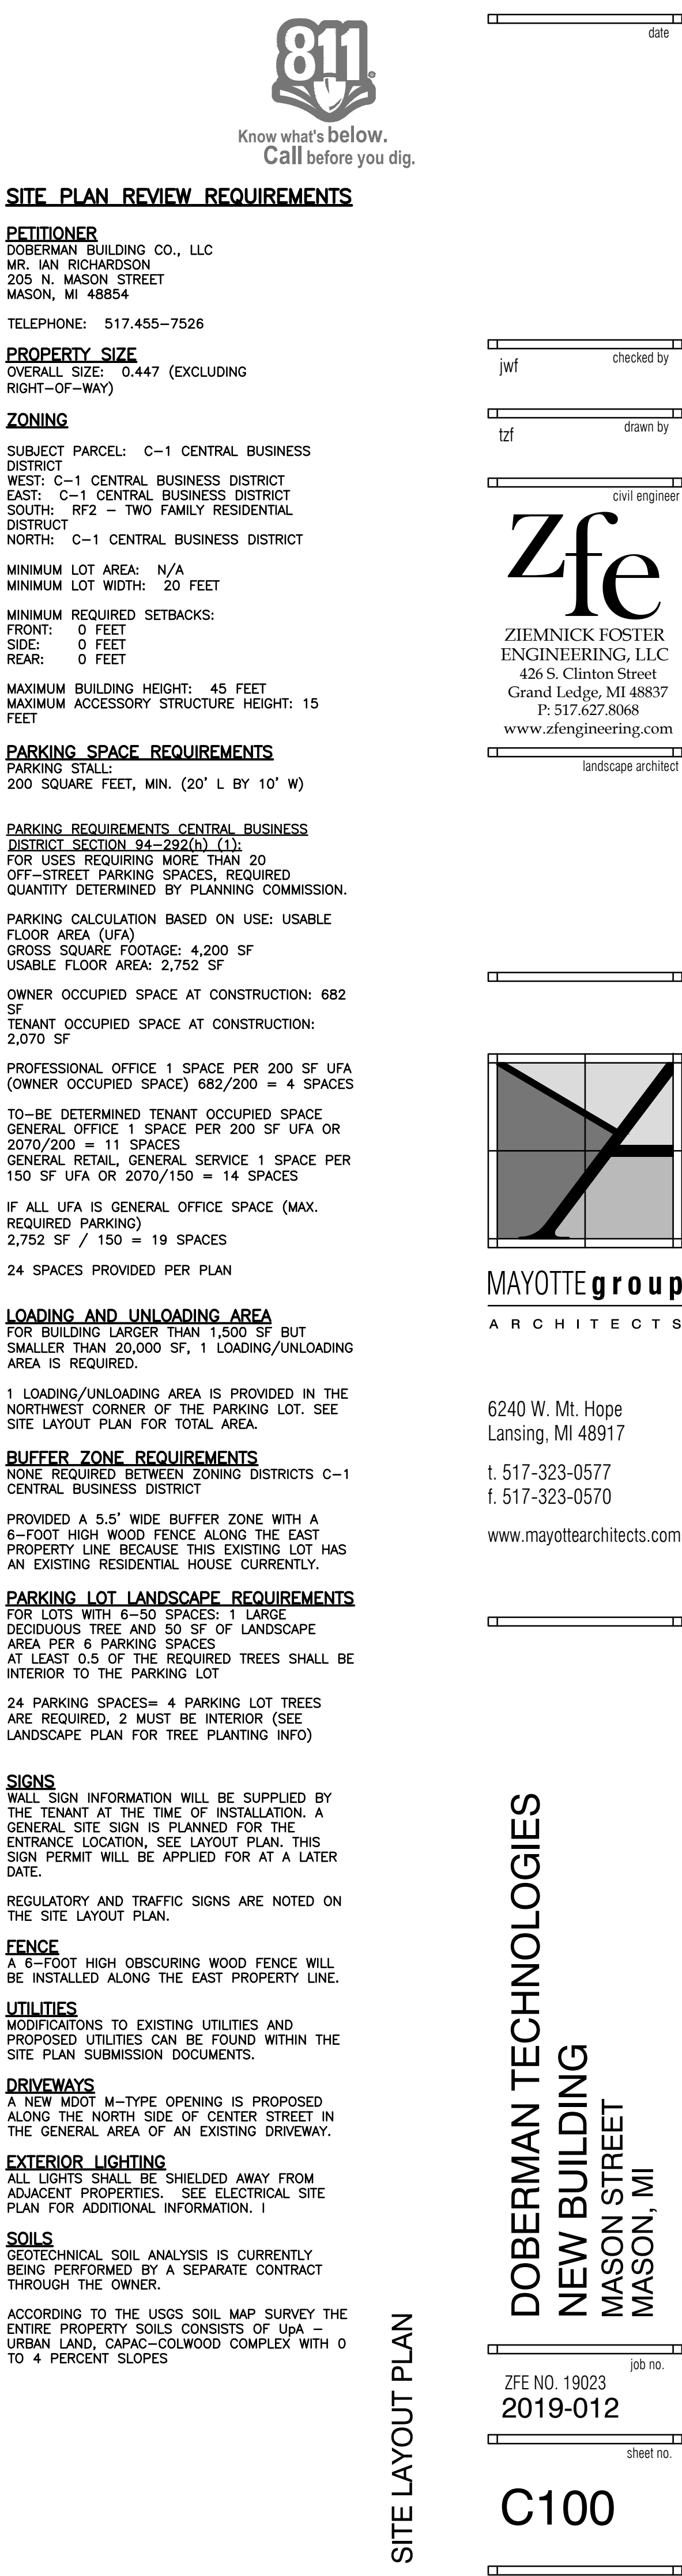 811
Know what's below.
Call before you dig.
SITE PLAN REVIEW REQUIREMENTS
PETITIONER
DOBERMAN BUILDING CO., LLC
MR. IAN RICHARDSON
205 N. MASON STREET
MASON, MI 48854
TELEPHONE: 517.455-7526
PROPERTY SIZE
OVERALL SIZE: 0.447 (EXCLUDING
RIGHT-OF-WAY)
ZONING
SUBJECT PARCEL: C-1 CENTRAL BUSINESS
DISTRICT
WEST: C-1 CENTRAL BUSINESS DISTRICT
EAST: C-1 CENTRAL BUSINESS DISTRICT
SOUTH: RF2 - TWO FAMILY RESIDENTIAL
DISTRUCT
NORTH: C-1 CENTRAL BUSINESS DISTRICT
MINIMUM LOT AREA: N/A
MINIMUM LOT WIDTH: 20 FEET
MINIMUM REQUIRED SETBACKS:
FRONT: 0 FEET
SIDE: 0 FEET
REAR: 0 FEET
MAXIMUM BUILDING HEIGHT: 45 FEET
MAXIMUM ACCESSORY STRUCTURE HEIGHT: 15
FEET
PARKING SPACE REQUIREMENTS
PARKING STALL:
200 SQUARE FEET, MIN. (20' L BY 10' W)
PARKING REQUIREMENTS CENTRAL BUSINESS
DISTRICT SECTION 94-292(h) (1):
FOR USES REQUIRING MORE THAN 20
OFF-STREET PARKING SPACES, REQUIRED
QUANTITY DETERMINED BY PLANNING COMMISSION.
PARKING CALCULATION BASED ON USE: USABLE
FLOOR AREA (UFA)
GROSS SQUARE FOOTAGE: 4,200 SF
USABLE FLOOR AREA: 2,752 SF
OWNER OCCUPIED SPACE AT CONSTRUCTION: 682
SF
TENANT OCCUPIED SPACE AT CONSTRUCTION:
2,070 SF
PROFESSIONAL OFFICE 1 SPACE PER 200 SF UFA
(OWNER OCCUPIED SPACE) 682/200 = 4 SPACES
TO-BE DETERMINED TENANT OCCUPIED SPACE
GENERAL OFFICE 1 SPACE PER 200 SF UFA OR
2070/200 = 11 SPACES
GENERAL RETAIL, GENERAL SERVICE 1 SPACE PER
150 SF UFA OR 2070/150 = 14 SPACES
IF ALL UFA IS GENERAL OFFICE SPACE (MAX.
REQUIRED PARKING)
2,752 SF / 150 = 19 SPACES
24 SPACES PROVIDED PER PLAN
LOADING AND UNLOADING AREA
FOR BUILDING LARGER THAN 1,500 SF BUT
SMALLER THAN 20,000 SF, 1 LOADING/UNLOADING
AREA IS REQUIRED.
1 LOADING/UNLOADING AREA IS PROVIDED IN THE
NORTHWEST CORNER OF THE PARKING LOT. SEE
SITE LAYOUT PLAN FOR TOTAL AREA.
BUFFER ZONE REQUIREMENTS
NONE REQUIRED BETWEEN ZONING DISTRICTS C-1
CENTRAL BUSINESS DISTRICT
PROVIDED A 5.5' WIDE BUFFER ZONE WITH A
6-FOOT HIGH WOOD FENCE ALONG THE EAST
PROPERTY LINE BECAUSE THIS EXISTING LOT HAS
AN EXISTING RESIDENTIAL HOUSE CURRENTLY.
PARKING LOT LANDSCAPE REQUIREMENTS
FOR LOTS WITH 6-50 SPACES: 1 LARGE
DECIDUOUS TREE AND 50 SF OF LANDSCAPE
AREA PER 6 PARKING SPACES
AT LEAST 0.5 OF THE REQUIRED TREES SHALL BE
INTERIOR TO THE PARKING LOT
24 PARKING SPACES= 4 PARKING LOT TREES
ARE REQUIRED, 2 MUST BE INTERIOR (SEE
LANDSCAPE PLAN FOR TREE PLANTING INFO)
SIGNS
WALL SIGN INFORMATION WILL BE SUPPLIED BY
THE TENANT AT THE TIME OF INSTALLATION. A
GENERAL SITE SIGN IS PLANNED FOR THE
ENTRANCE LOCATION, SEE LAYOUT PLAN. THIS
SIGN PERMIT WILL BE APPLIED FOR AT A LATER
DATE.
REGULATORY AND TRAFFIC SIGNS ARE NOTED ON
THE SITE LAYOUT PLAN.
FENCE
A 6-FOOT HIGH OBSCURING WOOD FENCE WILL
BE INSTALLED ALONG THE EAST PROPERTY LINE.
UTILITIES
MODIFICAITONS TO EXISTING UTILITIES AND
PROPOSED UTILITIES CAN BE FOUND WITHIN THE
SITE PLAN SUBMISSION DOCUMENTS.
DRIVEWAYS
A NEW MDOT M-TYPE OPENING IS PROPOSED
ALONG THE NORTH SIDE OF CENTER STREET IN
THE GENERAL AREA OF AN EXISTING DRIVEWAY.
EXTERIOR LIGHTING
ALL LIGHTS SHALL BE SHIELDED AWAY FROM
ADJACENT PROPERTIES. SEE ELECTRICAL SITE
PLAN FOR ADDITIONAL INFORMATION. I
SOILS
GEOTECHNICAL SOIL ANALYSIS IS CURRENTLY
BEING PERFORMED BY A SEPARATE CONTRACT
THROUGH THE OWNER.
ACCORDING TO THE USGS SOIL MAP SURVEY THE
ENTIRE PROPERTY SOILS CONSISTS OF UpA -
URBAN LAND, CAPAC-COLWOOD COMPLEX WITH 0
TO 4 PERCENT SLOPES
SITE LAYOUT PLAN
date
checked by
jwf
drawn by
tzf
civil engineer
zfe
ZIEMNICK FOSTER
ENGINEERING, LLC
426 S. Clinton Street
Grand Ledge, MI 48837
P: 517.627.8068
www.zfengineering.com
landscape architect
MAYOTTE group
ARCHITECTS
6240 W. Mt. Hope
Lansing, MI 48917
t. 517-323-0577
f. 517-323-0570
www.mayottearchitects.com
DOBERMAN TECHNOLOGIES
NEW BUILDING
MASON STREET
MASON, MI
job no.
ZFE NO. 19023
2019-012
sheet no.
C100